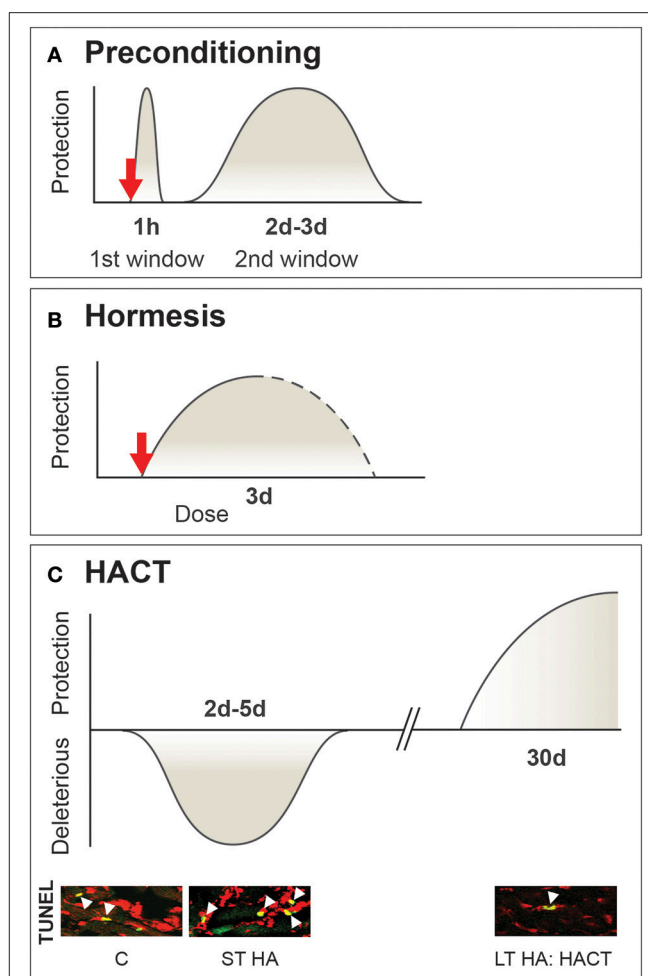 A Preconditioning
Protection
1h
2d-3d
1st window
2nd window
B Hormesis
Protection
3d
Dose
C HACT
Protection
Deleterious
2d-5d
30d
TUNEL
C
ST HA
LT HA: HACT